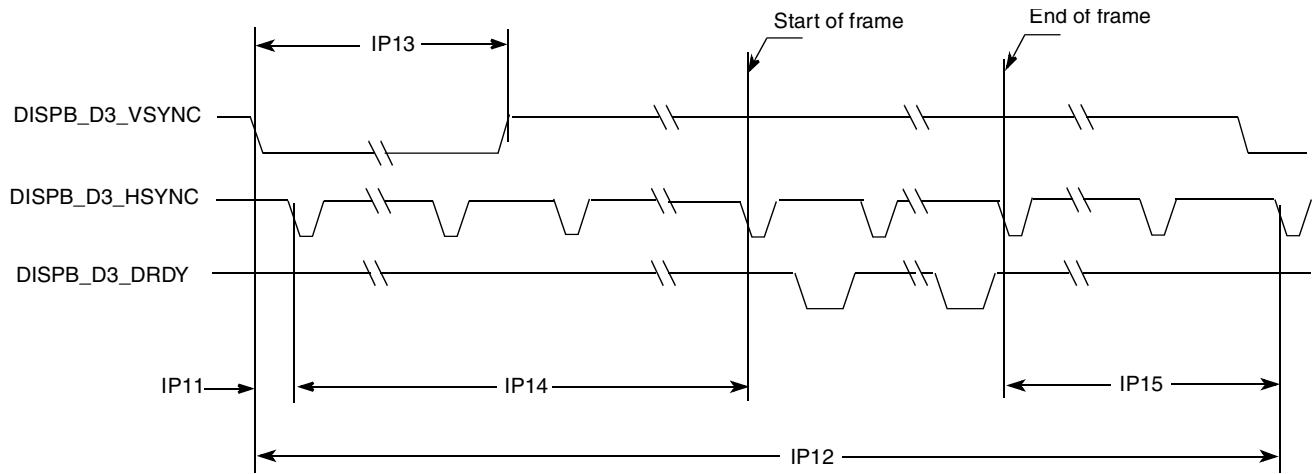 Start of frame
End of frame
IP13
DISPB_D3_VSYNC
DISPB_D3_HSYNC
DISPB_D3_DRDY
IP11
IP14
IP15
IP12